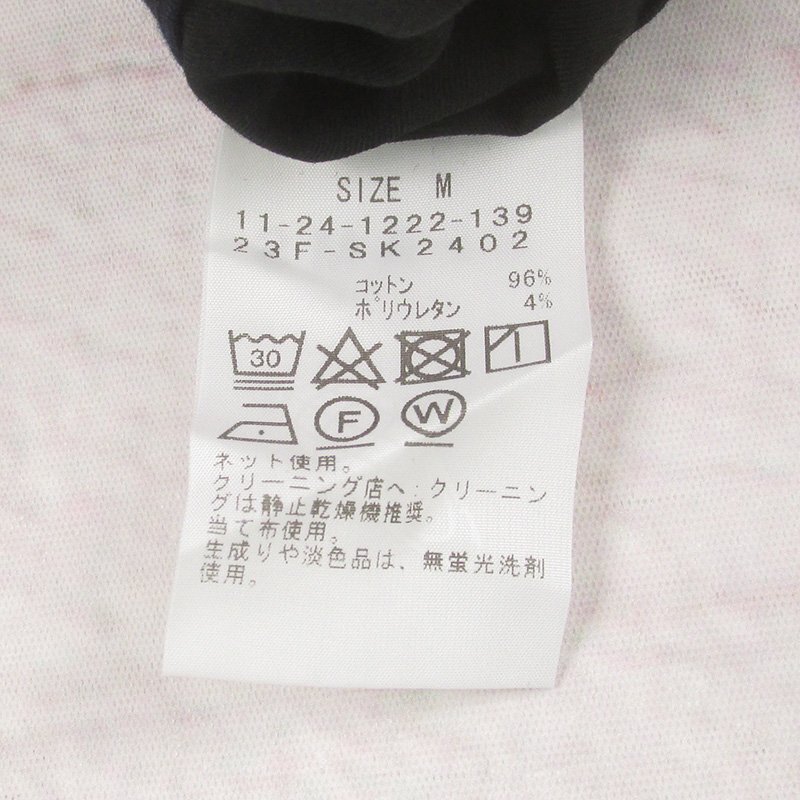 SIZE M
11-24-1222-139
23F-SK2402
コットン 96%
ポリウレタン 4%
30
F W
ネット使用。
クリーニング店へ:クリーニン
グは静止乾燥機推奨。
当て布使用。
生成りや淡色品は、無蛍光洗剤
使用。